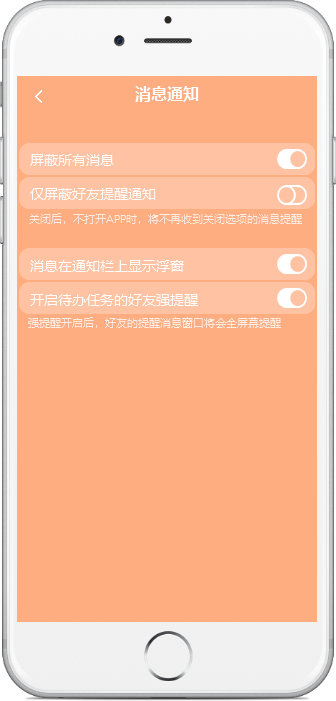 消息通知
屏蔽所有消息
仅屏蔽好友提醒通知
关闭后，不打开APP时，将不再收到关闭选项的消息提醒
消息在通知栏上显示浮窗
开启待办任务的好友强提醒
强提醒开启后，好友的提醒消息窗口将会全屏幕提醒